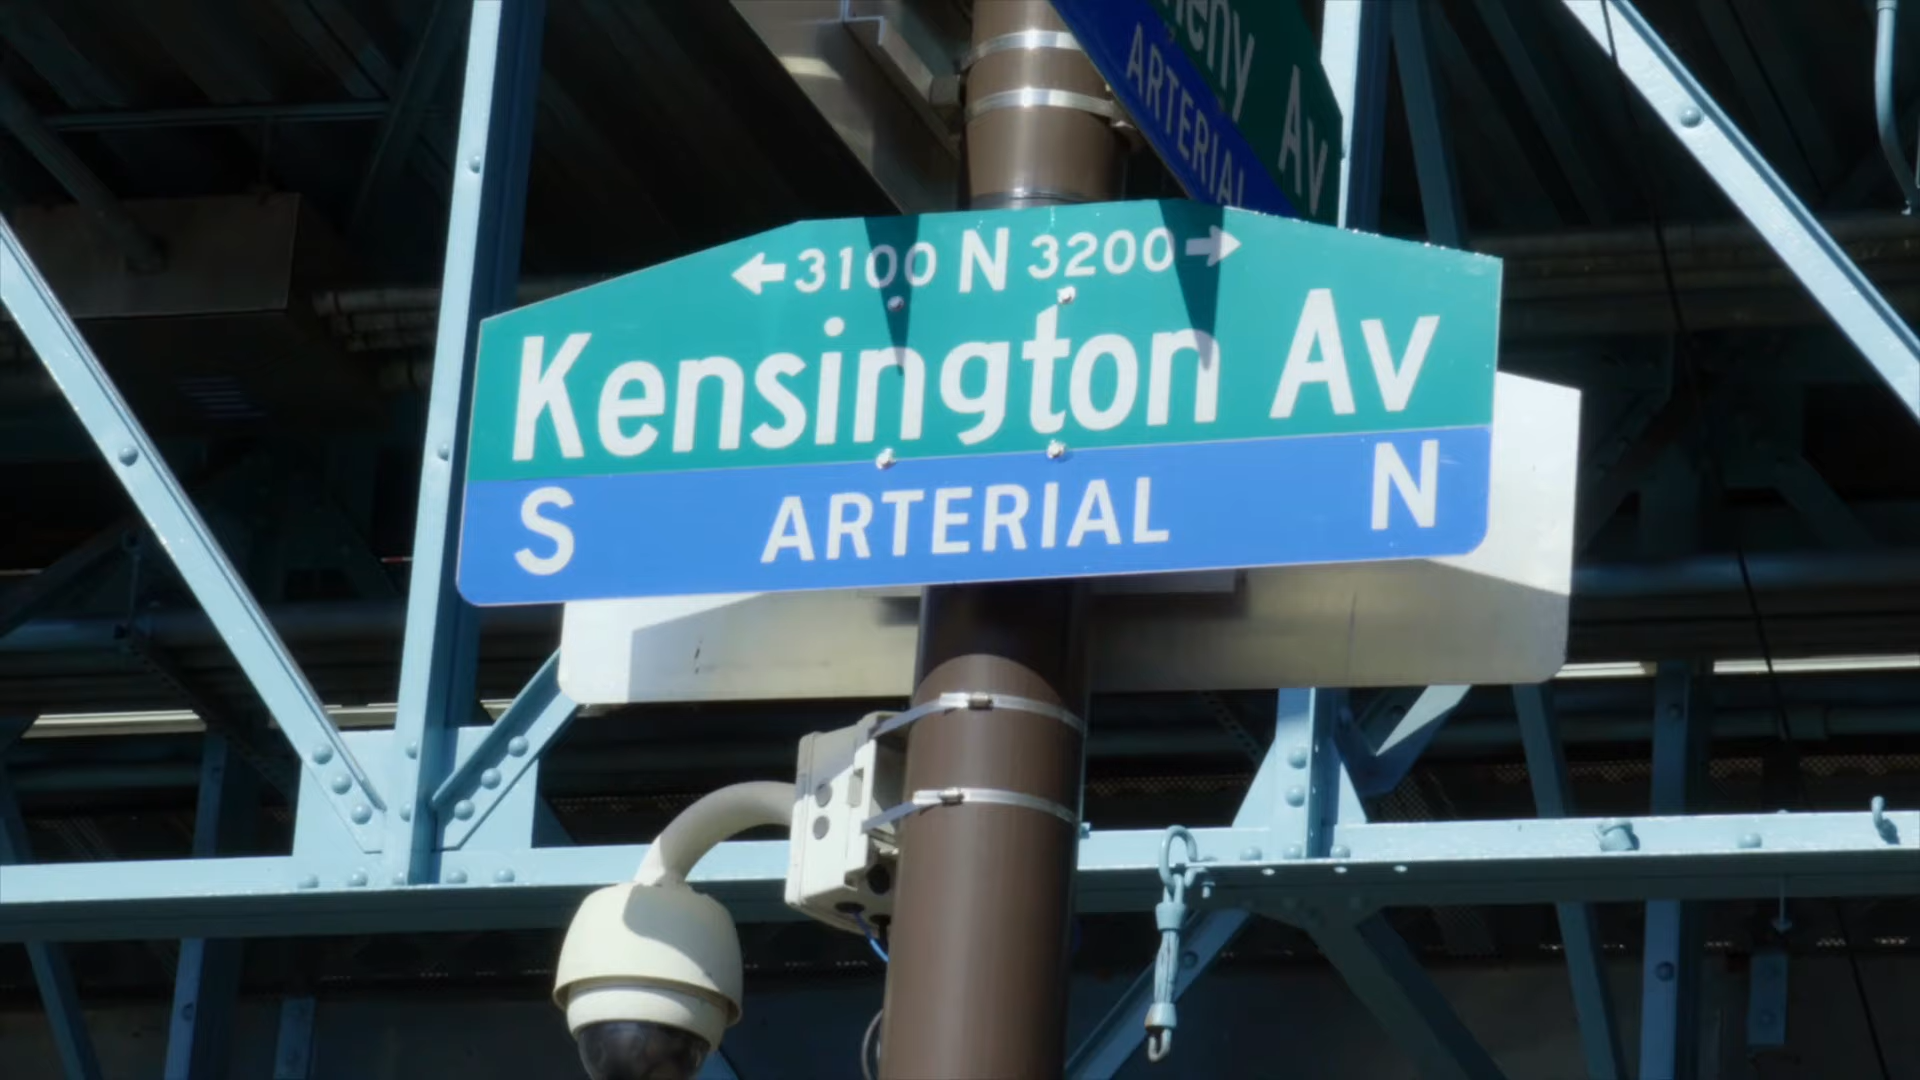 Av
ARTERIAL
←3100 N 3200→
Kensington Av
S ARTERIAL N